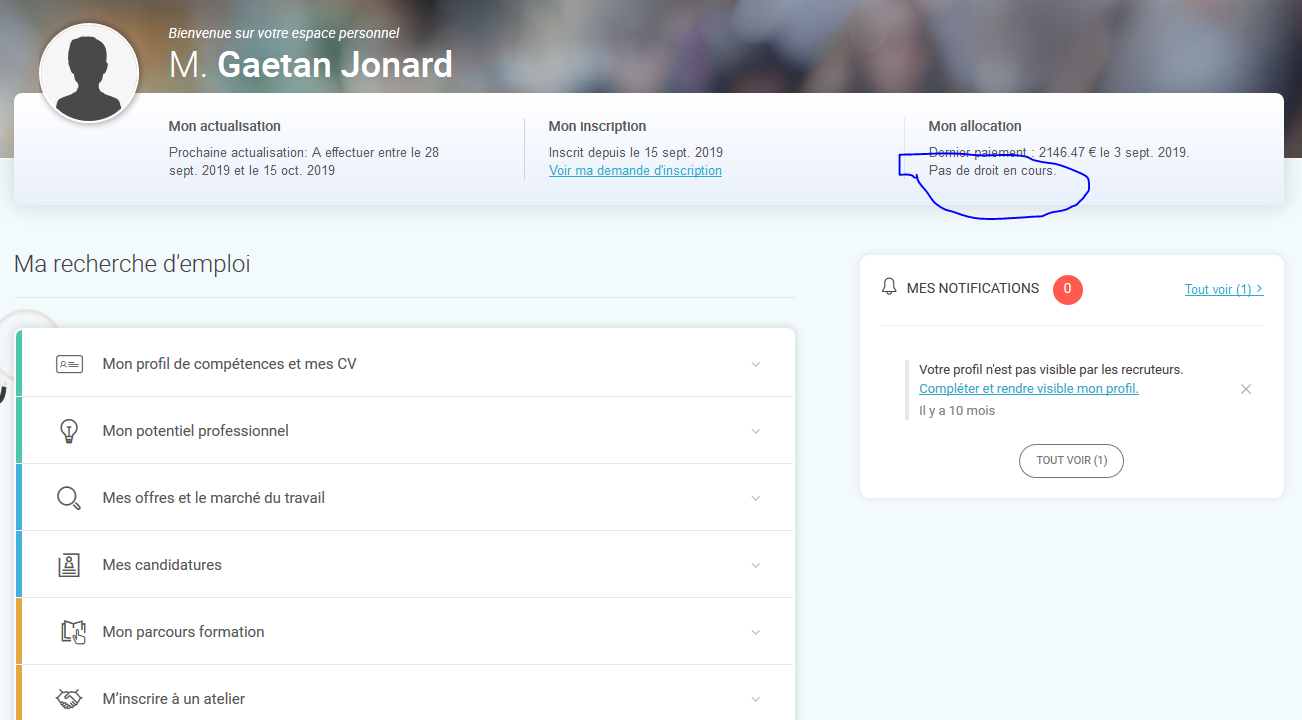 Bienvenue sur votre espace personnel
M. Gaetan Jonard
Mon actualisation
Prochaine actualisation: A effectuer entre le 28
sept. 2019 et le 15 oct. 2019
Mon inscription
Inscrit depuis le 15 sept. 2019
Voir ma demande d'inscription
Mon allocation
Dernier paiement : 2146.47 € le 3 sept. 2019.
Pas de droit en cours.
Ma recherche d'emploi
Mon profil de compétences et mes CV
Mon potentiel professionnel
Mes offres et le marché du travail
Mes candidatures
Mon parcours formation
M'inscrire à un atelier
MES NOTIFICATIONS 0 Tout voir (1)
Votre profil n'est pas visible par les recruteurs.
Compléter et rendre visible mon profil.
Il y a 10 mois
TOUT VOIR (1)